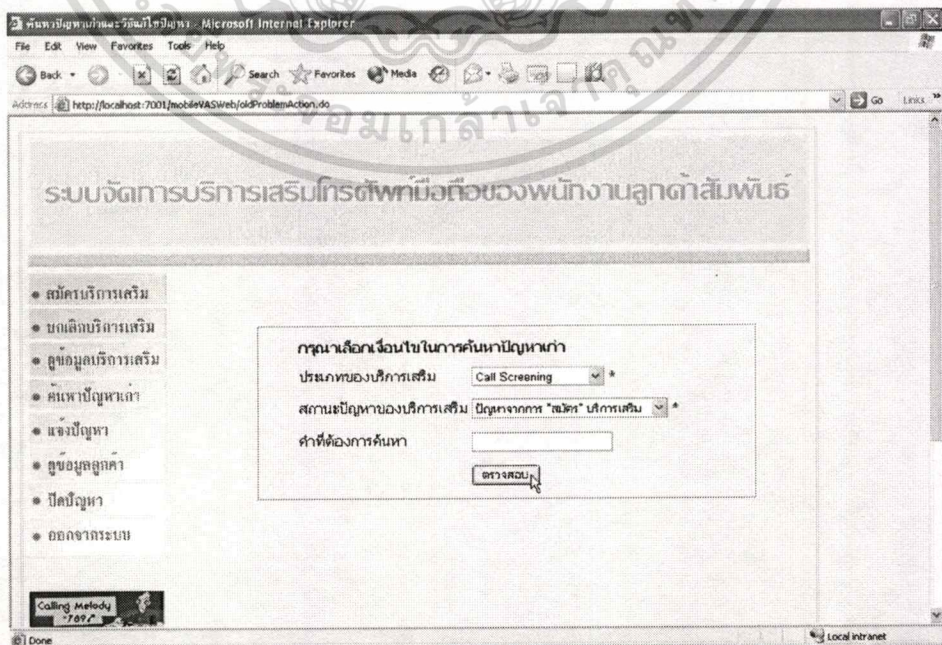 ค้นหาปัญหาเก่าและวิธีแก้ไขปัญหา - Microsoft Internet Explorer
File Edit View Favorites Tools Help
Back Search Favorites Media
Address http://localhost:7001/mobileVASWeb/oldProblemAction.do Go Links
ระบบจัดการบริการเสริมโทรศัพท์มือถือของพนักงานลูกค้าสัมพันธ์
สมัครบริการเสริม
ยกเลิกบริการเสริม
ดูข้อมูลบริการเสริม
ค้นหาปัญหาเก่า
แจ้งปัญหา
ดูข้อมูลลูกค้า
ปิดปัญหา
ออกจากระบบ
กรุณาเลือกเงื่อนไขในการค้นหาปัญหาเก่า
ประเภทของบริการเสริม Call Screening *
สถานะปัญหาของบริการเสริม ปัญหาจากการ "สมัคร" บริการเสริม *
คำที่ต้องการค้นหา
ตรวจสอบ
Calling Melody
Done Local intranet